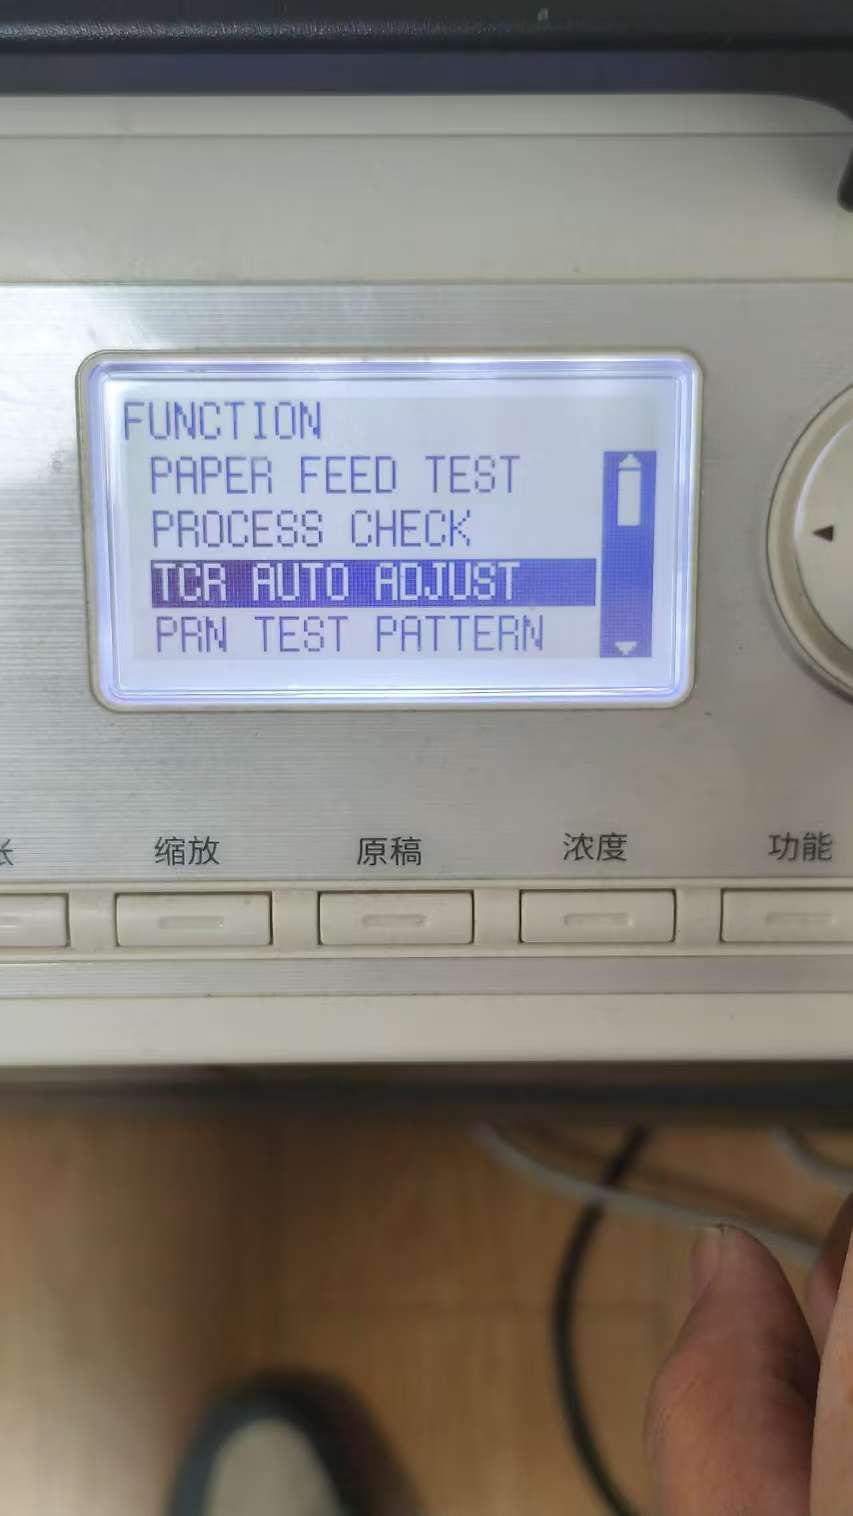 FUNCTION
PAPER FEED TEST
PROCESS CHECK
TCR AUTO ADJUST
PRN TEST PATTERN
缩放 原稿 浓度 功能